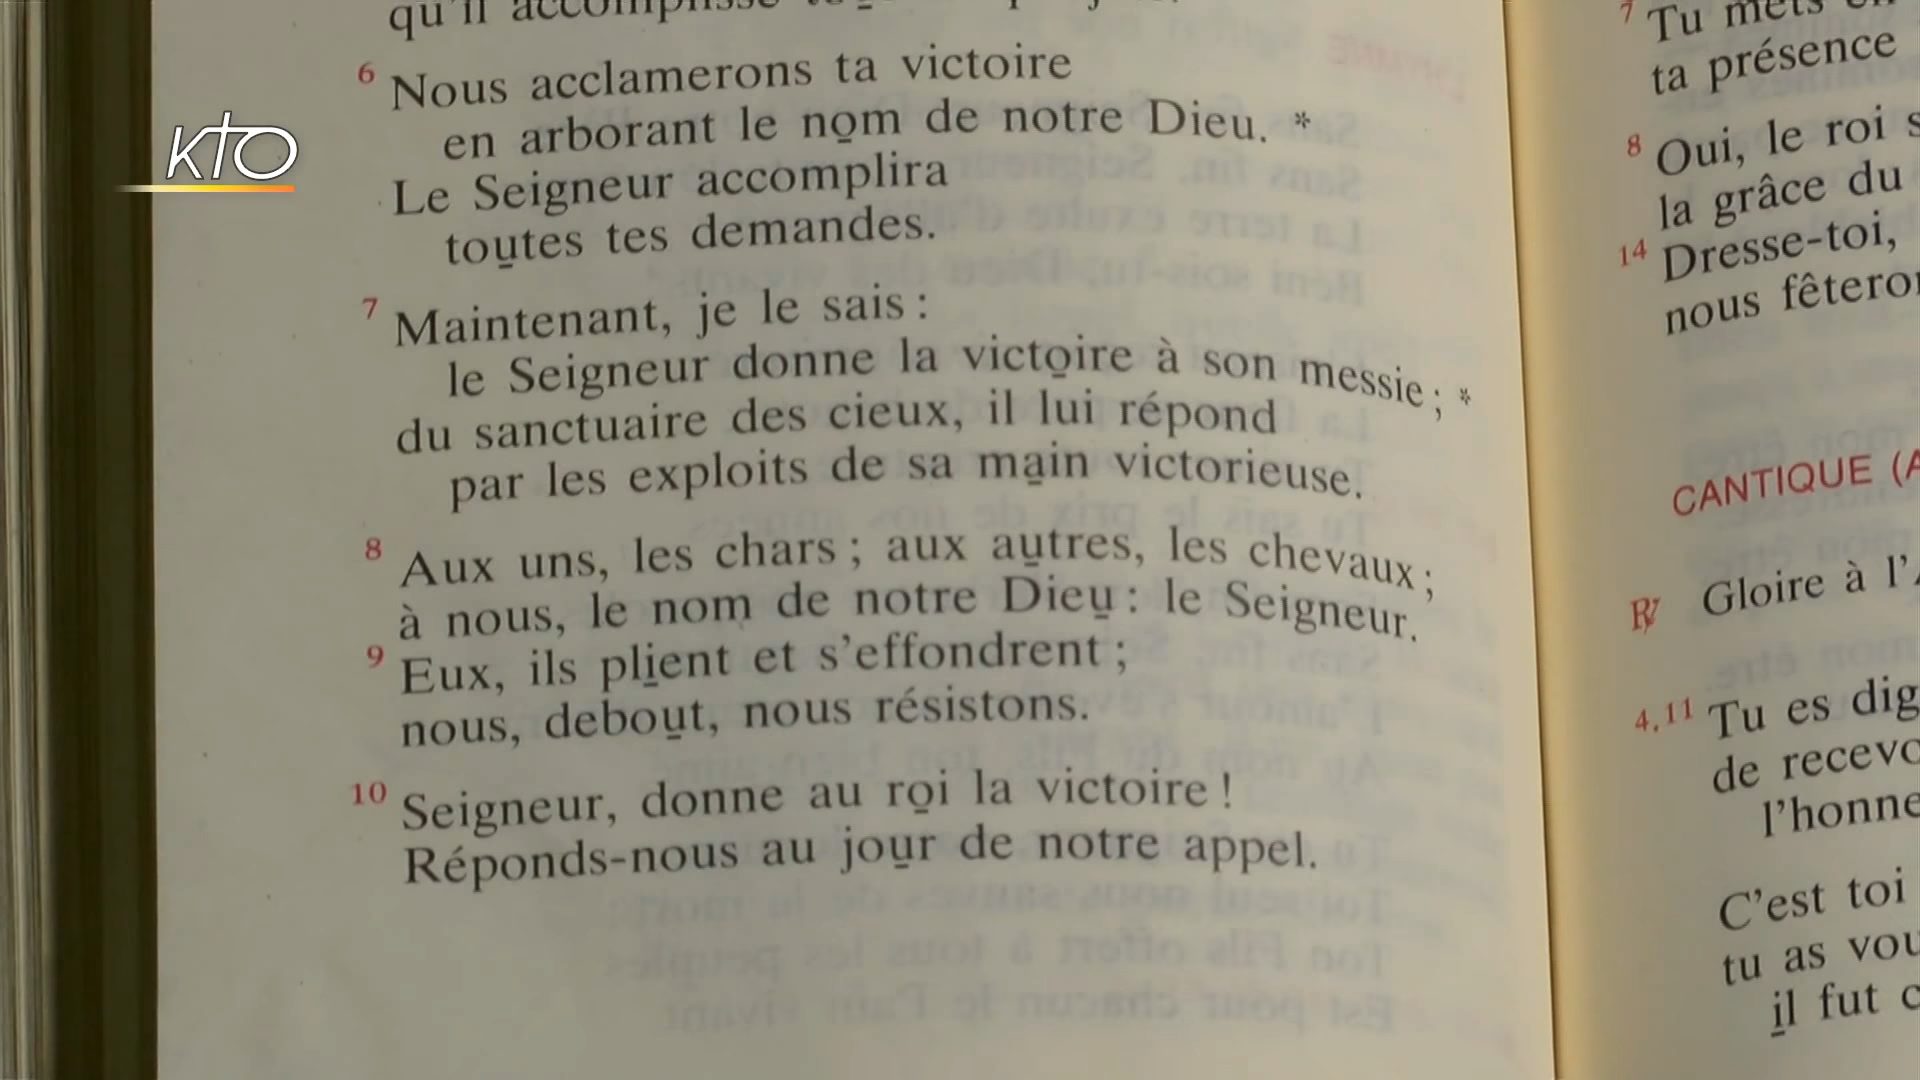 KTO
qu'il accomplisse
6 Nous acclamerons ta victoire
en arborant le nom de notre Dieu. *
Le Seigneur accomplira
toutes tes demandes.
7 Maintenant, je le sais :
le Seigneur donne la victoire à son messie ; *
du sanctuaire des cieux, il lui répond
par les exploits de sa main victorieuse.
8 Aux uns, les chars ; aux autres, les chevaux ;
à nous, le nom de notre Dieu : le Seigneur.
9 Eux, ils plient et s'effondrent ;
nous, debout, nous résistons.
10 Seigneur, donne au roi la victoire !
Réponds-nous au jour de notre appel.
7 Tu mets
ta présence
8 Oui, le roi s
la grâce du
14 Dresse-toi,
nous fêteron
CANTIQUE (A
R/ Gloire à l'A
4.11 Tu es dig
de recevo
l'honne
C'est toi
tu as vou
il fut c